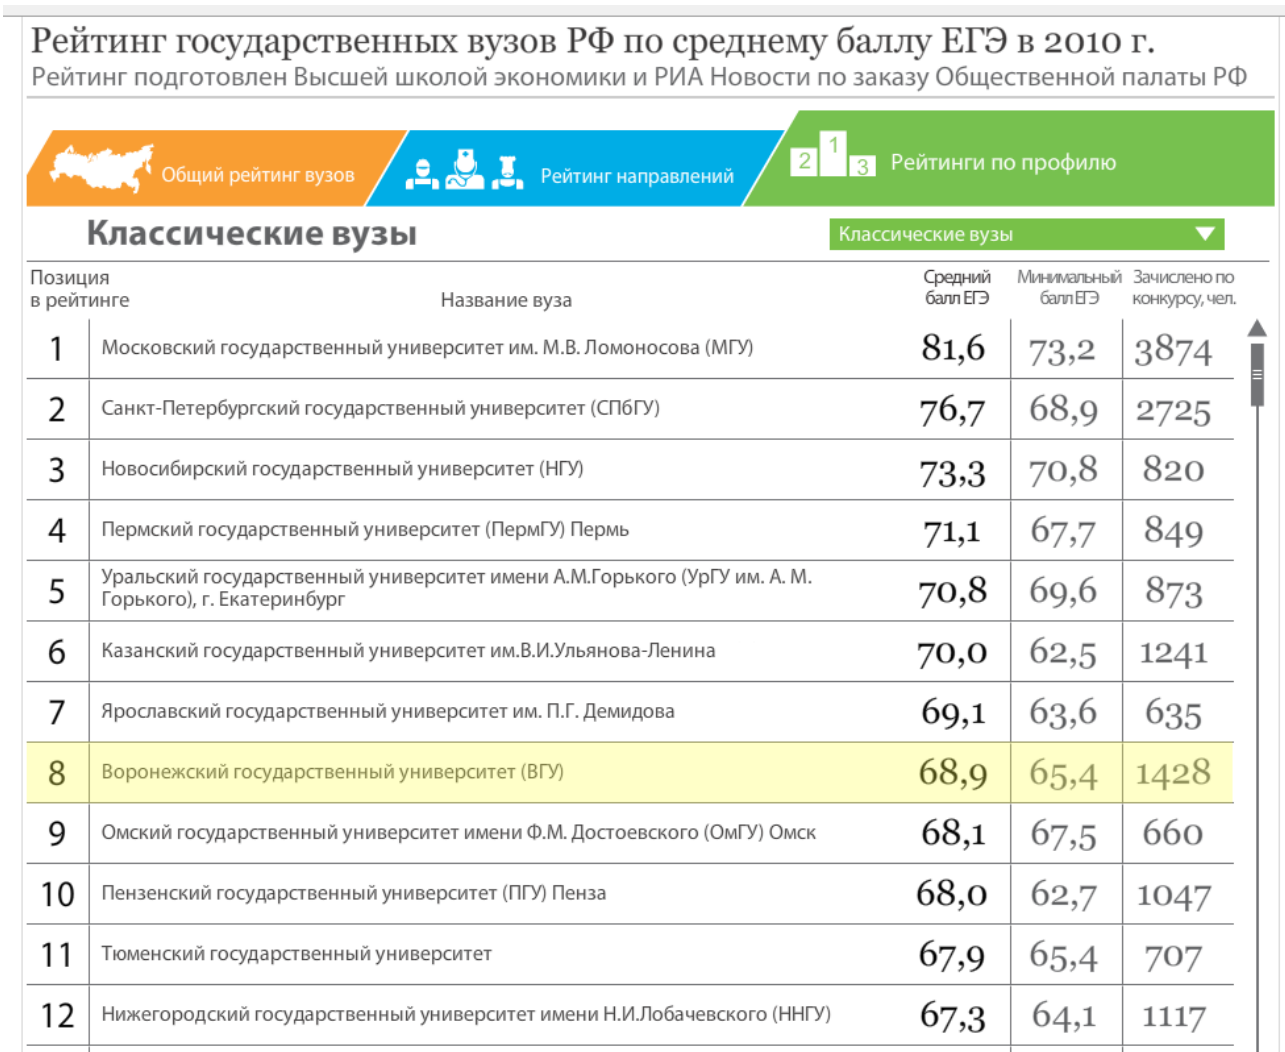 Рейтинг государственных вузов РФ по среднему баллу ЕГЭ в 2010 г.
Рейтинг подготовлен Высшей школой экономики и РИА Новости по заказу Общественной палаты РФ
Общий рейтинг вузов
Рейтинг направлений
2 1 3 Рейтинги по профилю
Классические вузы
Классические вузы
Позиция в рейтинге Название вуза Средний балл ЕГЭ Минимальный балл ЕГЭ Зачислено по конкурсу, чел.
1 Московский государственный университет им. М.В. Ломоносова (МГУ) 81,6 73,2 3874
2 Санкт-Петербургский государственный университет (СПбГУ) 76,7 68,9 2725
3 Новосибирский государственный университет (НГУ) 73,3 70,8 820
4 Пермский государственный университет (ПермГУ) Пермь 71,1 67,7 849
5 Уральский государственный университет имени А.М.Горького (УрГУ им. А. М. Горького), г. Екатеринбург 70,8 69,6 873
6 Казанский государственный университет им.В.И.Ульянова-Ленина 70,0 62,5 1241
7 Ярославский государственный университет им. П.Г. Демидова 69,1 63,6 635
8 Воронежский государственный университет (ВГУ) 68,9 65,4 1428
9 Омский государственный университет имени Ф.М. Достоевского (ОмГУ) Омск 68,1 67,5 660
10 Пензенский государственный университет (ПГУ) Пенза 68,0 62,7 1047
11 Тюменский государственный университет 67,9 65,4 707
12 Нижегородский государственный университет имени Н.И.Лобачевского (ННГУ) 67,3 64,1 1117